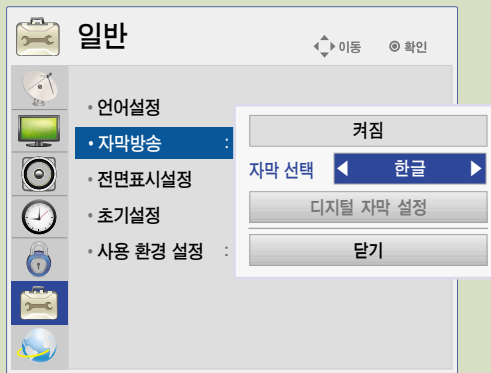 일반
이동 확인
· 언어설정
· 자막방송 :
· 전면표시설정
· 초기설정
· 사용 환경 설정 :
켜짐
자막 선택 ◀ 한글 ▶
디지털 자막 설정
닫기